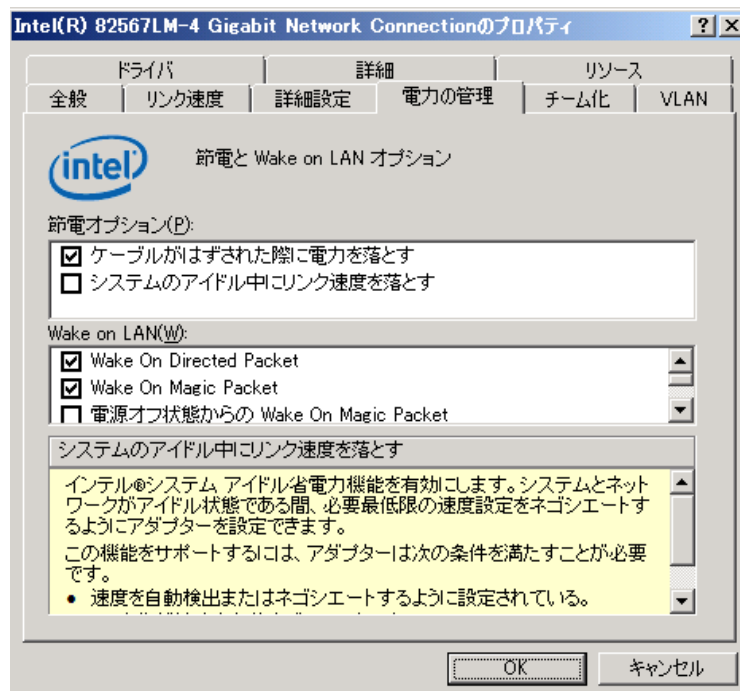 Intel(R) 82567LM-4 Gigabit Network Connectionのプロパティ
ドライバ 詳細 リソース
全般 リンク速度 詳細設定 電力の管理 チーム化 VLAN
intel
節電と Wake on LAN オプション
節電オプション(P):
ケーブルがはずされた際に電力を落とす
システムのアイドル中にリンク速度を落とす
Wake on LAN(W):
Wake On Directed Packet
Wake On Magic Packet
電源オフ状態からの Wake On Magic Packet
システムのアイドル中にリンク速度を落とす
インテル®システム アイドル省電力機能を有効にします。システムとネット
ワークがアイドル状態である間、必要最低限の速度設定をネゴシエートす
るようにアダプターを設定できます。
この機能をサポートするには、アダプターは次の条件を満たすことが必要
です。
• 速度を自動検出またはネゴシエートするように設定されている。
OK キャンセル